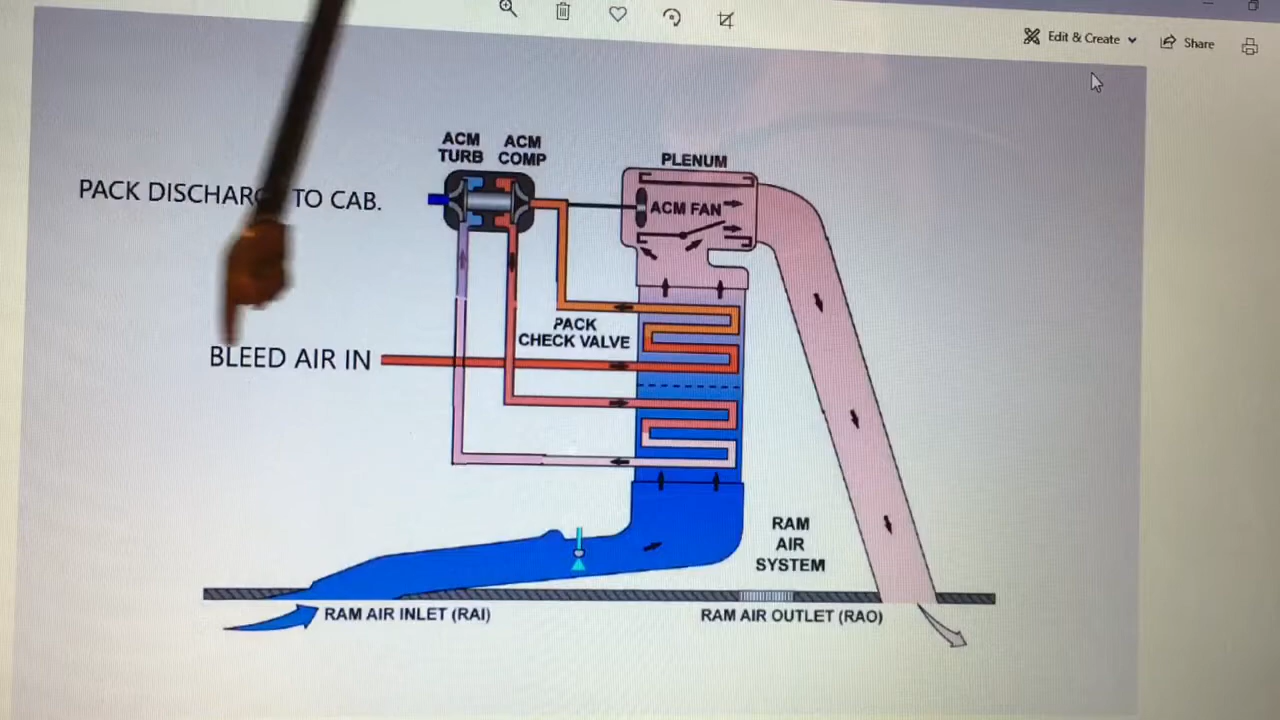 Edit & Create
Share
ACM
TURB
ACM
COMP
PLENUM
PACK DISCHARG TO CAB.
ACM FAN
PACK
CHECK VALVE
BLEED AIR IN
RAM
AIR
SYSTEM
RAM AIR INLET (RAI)
RAM AIR OUTLET (RAO)